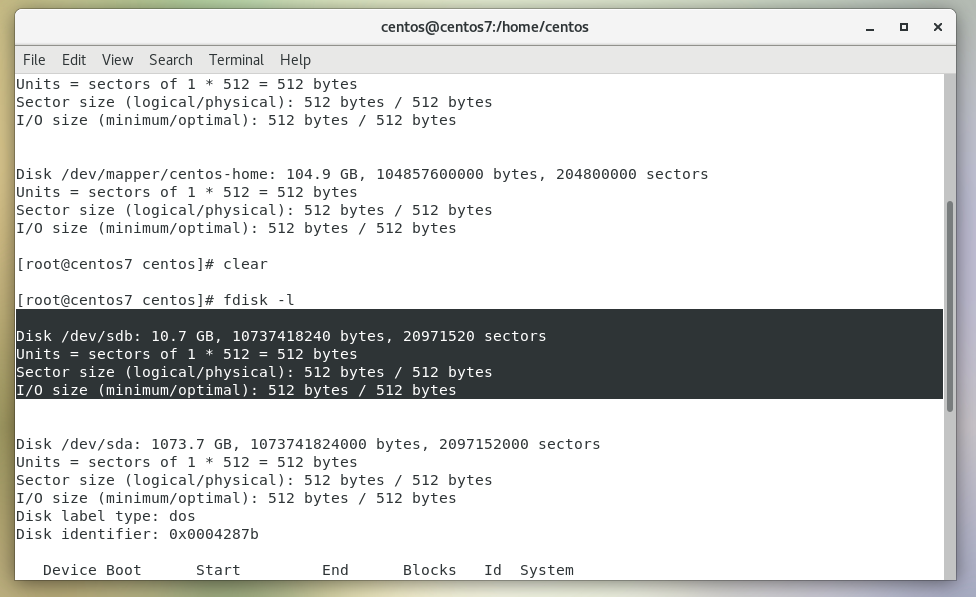 centos@centos7:/home/centos
File Edit View Search Terminal Help
Units = sectors of 1 * 512 = 512 bytes
Sector size (logical/physical): 512 bytes / 512 bytes
I/O size (minimum/optimal): 512 bytes / 512 bytes
Disk /dev/mapper/centos-home: 104.9 GB, 104857600000 bytes, 204800000 sectors
Units = sectors of 1 * 512 = 512 bytes
Sector size (logical/physical): 512 bytes / 512 bytes
I/O size (minimum/optimal): 512 bytes / 512 bytes
[root@centos7 centos]# clear
[root@centos7 centos]# fdisk -l
Disk /dev/sdb: 10.7 GB, 10737418240 bytes, 20971520 sectors
Units = sectors of 1 * 512 = 512 bytes
Sector size (logical/physical): 512 bytes / 512 bytes
I/O size (minimum/optimal): 512 bytes / 512 bytes
Disk /dev/sda: 1073.7 GB, 1073741824000 bytes, 2097152000 sectors
Units = sectors of 1 * 512 = 512 bytes
Sector size (logical/physical): 512 bytes / 512 bytes
I/O size (minimum/optimal): 512 bytes / 512 bytes
Disk label type: dos
Disk identifier: 0x0004287b
Device Boot Start End Blocks Id System